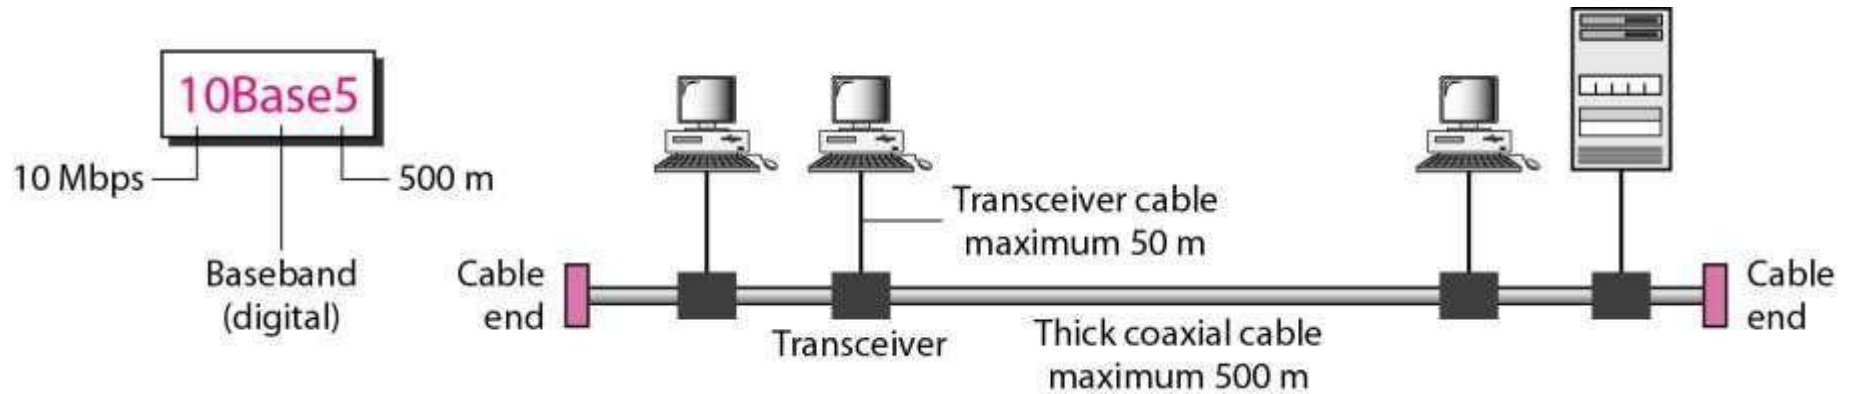 10Base5
10 Mbps
500 m
Baseband
(digital)
Cable
end
Transceiver cable
maximum 50 m
Transceiver
Thick coaxial cable
maximum 500 m
Cable
end